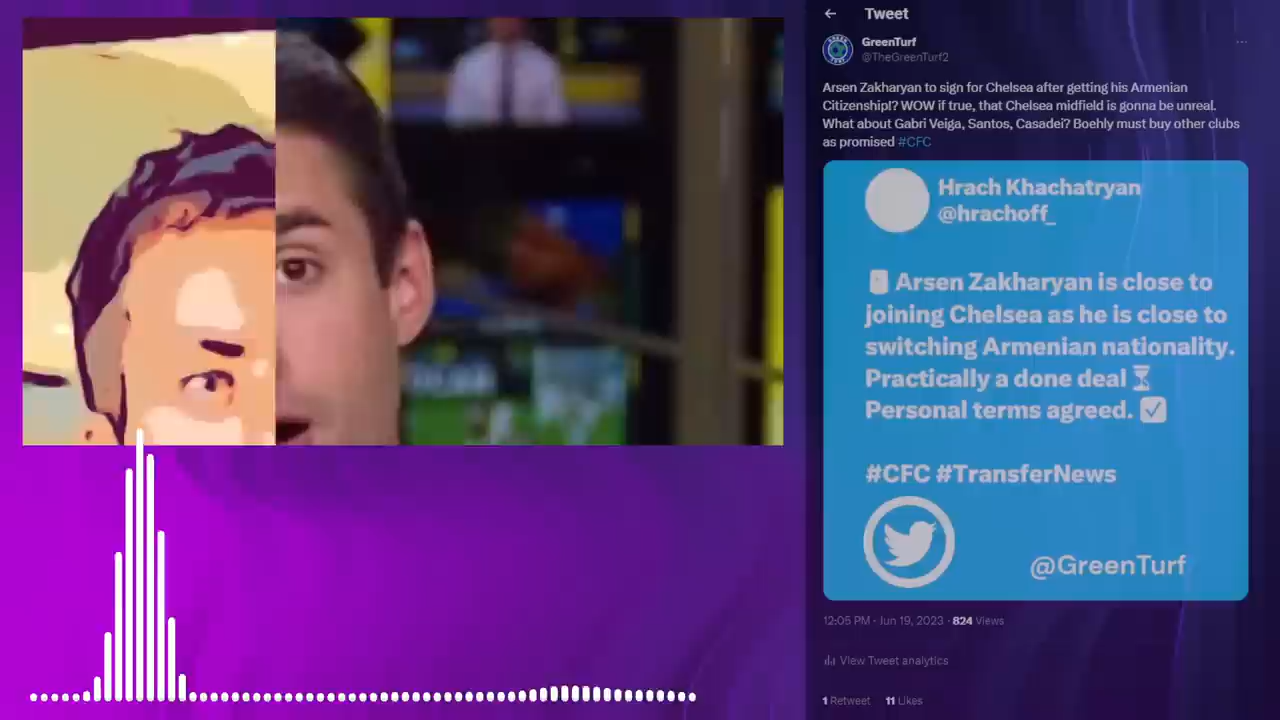 Tweet
GreenTurf
@TheGreenTurf2
Arsen Zakharyan to sign for Chelsea after getting his Armenian
Citizenship!? WOW if true, that Chelsea midfield is gonna be unreal.
What about Gabri Veiga, Santos, Casadei? Boehly must buy other clubs
as promised #CFC
Hrach Khachatryan
@hrachoff_
Arsen Zakharyan is close to
joining Chelsea as he is close to
switching Armenian nationality.
Practically a done deal ⏳
Personal terms agreed. ☑
#CFC #TransferNews
@GreenTurf
12:05 PM · Jun 19, 2023 · 824 Views
View Tweet analytics
1 Retweet 11 Likes